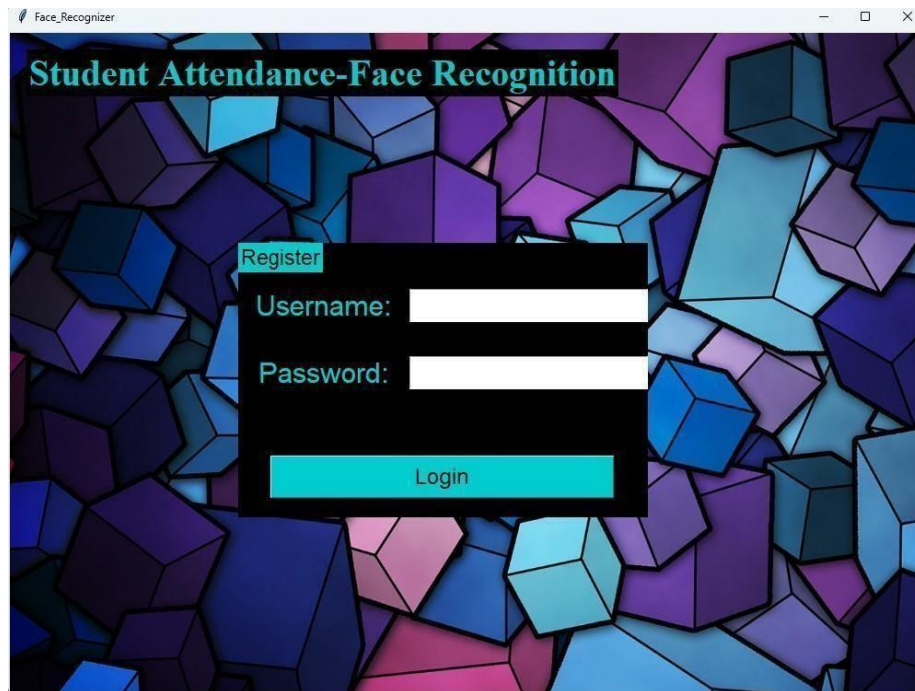 Face_Recognizer
Student Attendance-Face Recognition
Register
Username:
Password:
Login